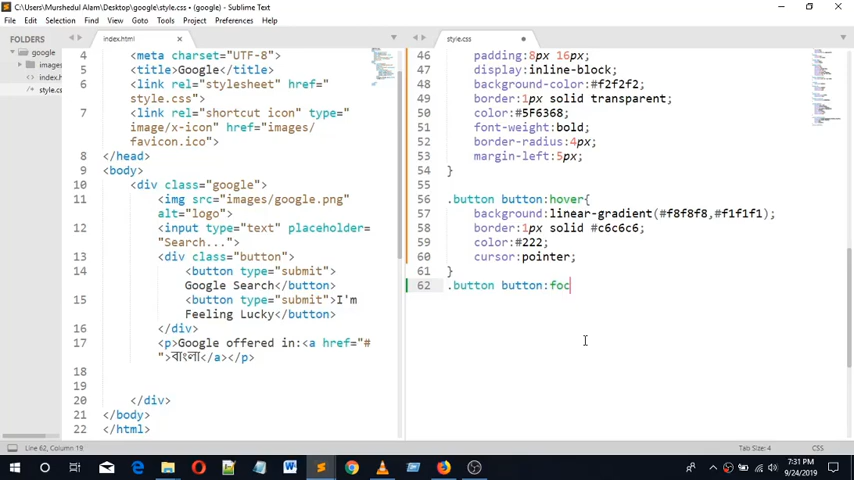 C:\Users\Murshedul Alam\Desktop\google\style.css • (google) - Sublime Text
File Edit Selection Find View Goto Tools Project Preferences Help
FOLDERS
google
images
index.h
/* style.cs
index.html
4 <meta charset="UTF-8">
5 <title>Google</title>
6 <link rel="stylesheet" href="
style.css">
7 <link rel="shortcut icon" type="
image/x-icon" href="images/
favicon.ico">
8 </head>
9 <body>
10 <div class="google">
11 <img src="images/google.png"
alt="logo">
12 <input type="text" placeholder=
"Search...">
13 <div class="button">
14 <button type="submit">
Google Search</button>
15 <button type="submit">I'm
Feeling Lucky</button>
16 </div>
17 <p>Google offered in:<a href="#
">বাংলা</a></p>
18
19
20 </div>
21 </body>
22 </html>
style.css
46 padding:8px 16px;
47 display:inline-block;
48 background-color:#f2f2f2;
49 border:1px solid transparent;
50 color:#5F6368;
51 font-weight:bold;
52 border-radius:4px;
53 margin-left:5px;
54 }
55
56 .button button:hover{
57 background:linear-gradient(#f8f8f8,#f1f1f1);
58 border:1px solid #c6c6c6;
59 color:#222;
60 cursor:pointer;
61 }
62 .button button:foc
Line 62, Column 19
Tab Size: 4
CSS
7:31 PM
9/24/2019